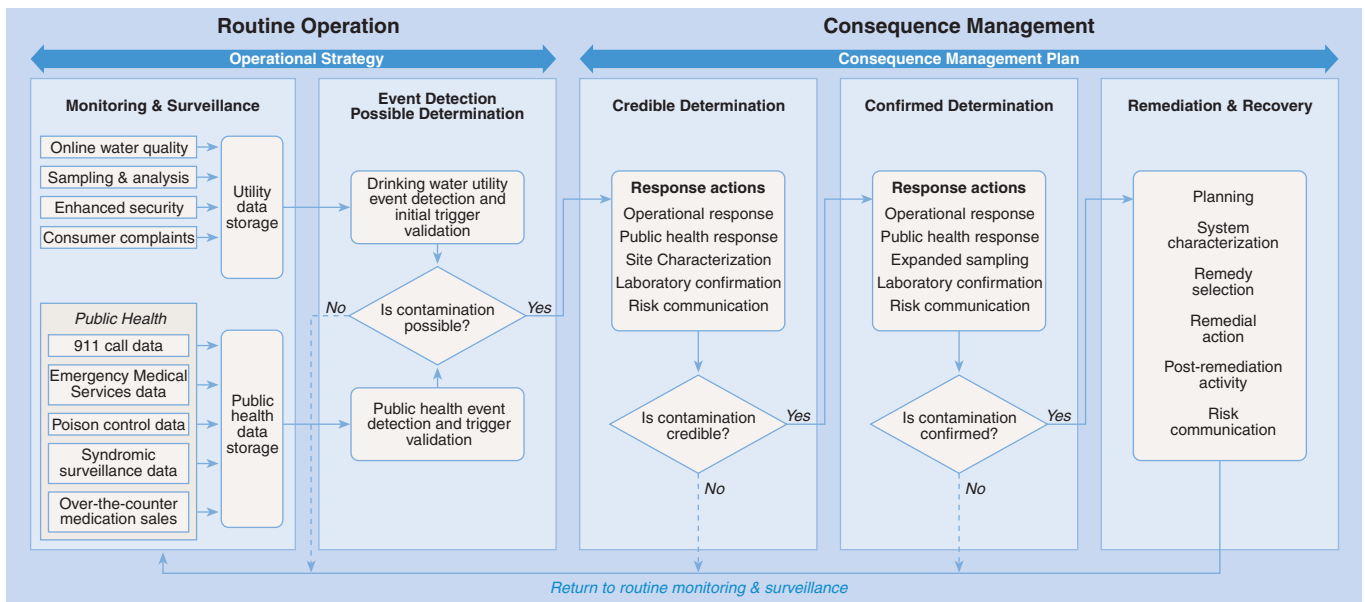 Routine Operation
Consequence Management
Operational Strategy
Consequence Management Plan
Monitoring & Surveillance
Online water quality
Sampling & analysis
Enhanced security
Consumer complaints
Utility
data
storage
Public Health
911 call data
Emergency Medical
Services data
Poison control data
Syndromic
surveillance data
Over-the-counter
medication sales
Public
health
data
storage
Event Detection
Possible Determination
Drinking water utility
event detection and
initial trigger
validation
No
Is contamination
possible?
Yes
Public health event
detection and trigger
validation
Credible Determination
Response actions
Operational response
Public health response
Site Characterization
Laboratory confirmation
Risk communication
Is contamination
credible?
Yes
No
Confirmed Determination
Response actions
Operational response
Public health response
Expanded sampling
Laboratory confirmation
Risk communication
Is contamination
confirmed?
Yes
No
Remediation & Recovery
Planning
System
characterization
Remedy
selection
Remedial
action
Post-remediation
activity
Risk
communication
Return to routine monitoring & surveillance